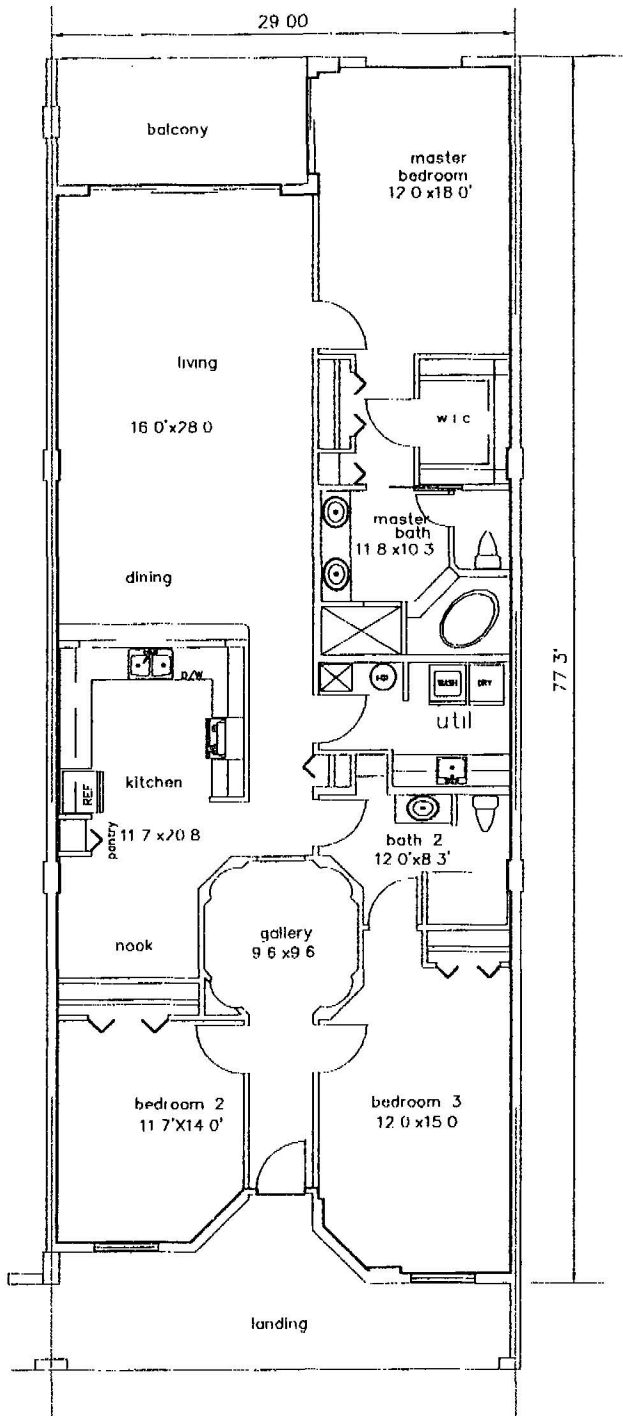 29 00
balcony
master
bedroom
12 0 x18 0'
living
16 0'x28 0
w i c
master
bath
11 8 x10 3
dining
77 3'
D/W
WASH
DRY
util
kitchen
REF
11 7 x20 8
pantry
bath 2
12 0'x8 3'
gallery
9 6 x9 6
nook
bedroom 2
11 7'X14 0'
bedroom 3
12 0 x15 0
landing